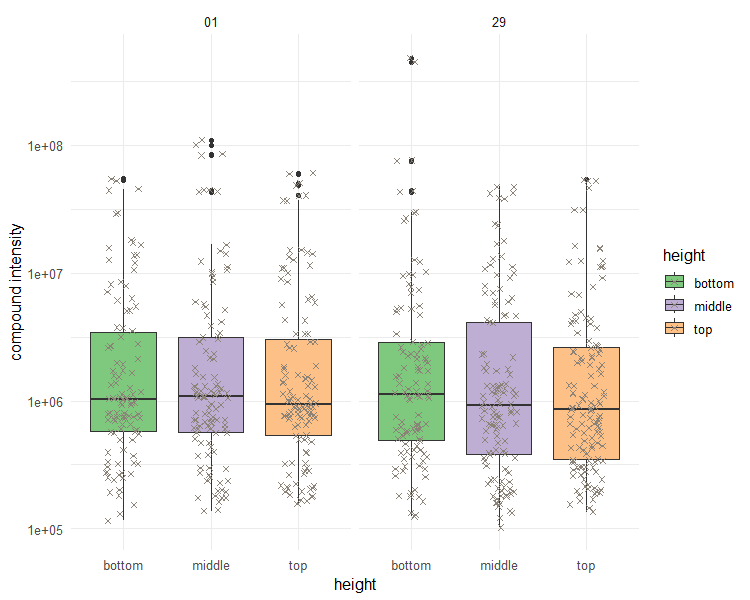 01 29
1e+08
1e+07
1e+06
1e+05
compound intensity
bottom middle top bottom middle top
height
height
bottom
middle
top